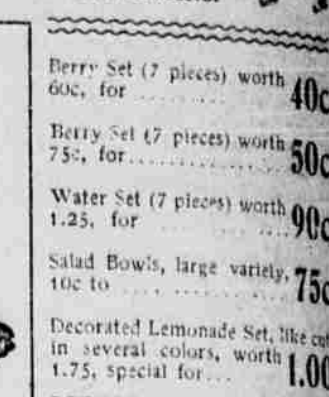 Berry Set (7 pieces) worth
60c, for ......... 40c
Berry Set (7 pieces) worth
75c, for............... 50c
Water Set (7 pieces) worth
1.25, for ........... 90c
Salad Bowls, large variety,
10c to ............... 75c
Decorated Lemonade Set, like cut
in several colors, worth
1.75, special for... 1.00